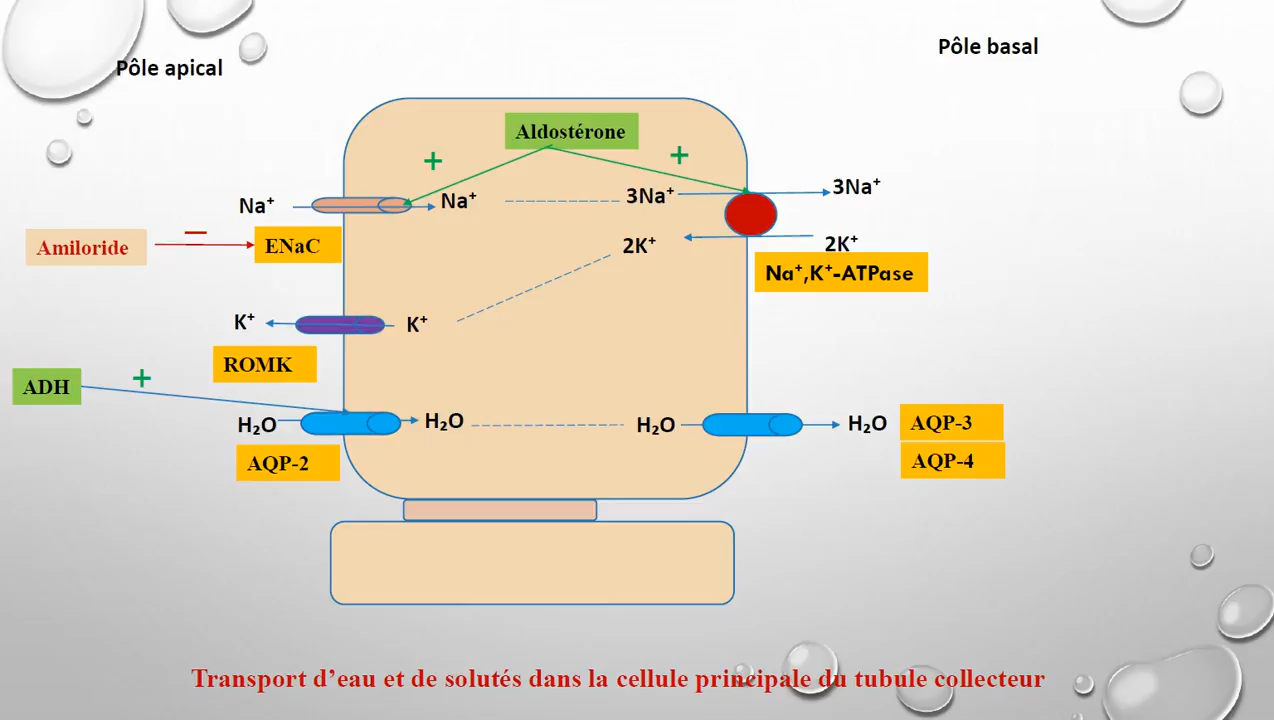 Pôle apical
Pôle basal
Aldostérone
+
+
Na⁺
Na⁺
3Na⁺
3Na⁺
Amiloride
−
ENaC
2K⁺
2K⁺
Na⁺,K⁺-ATPase
K⁺
K⁺
ROMK
ADH
+
H₂O
H₂O
H₂O
H₂O
AQP-3
AQP-2
AQP-4
Transport d’eau et de solutés dans la cellule principale du tubule collecteur